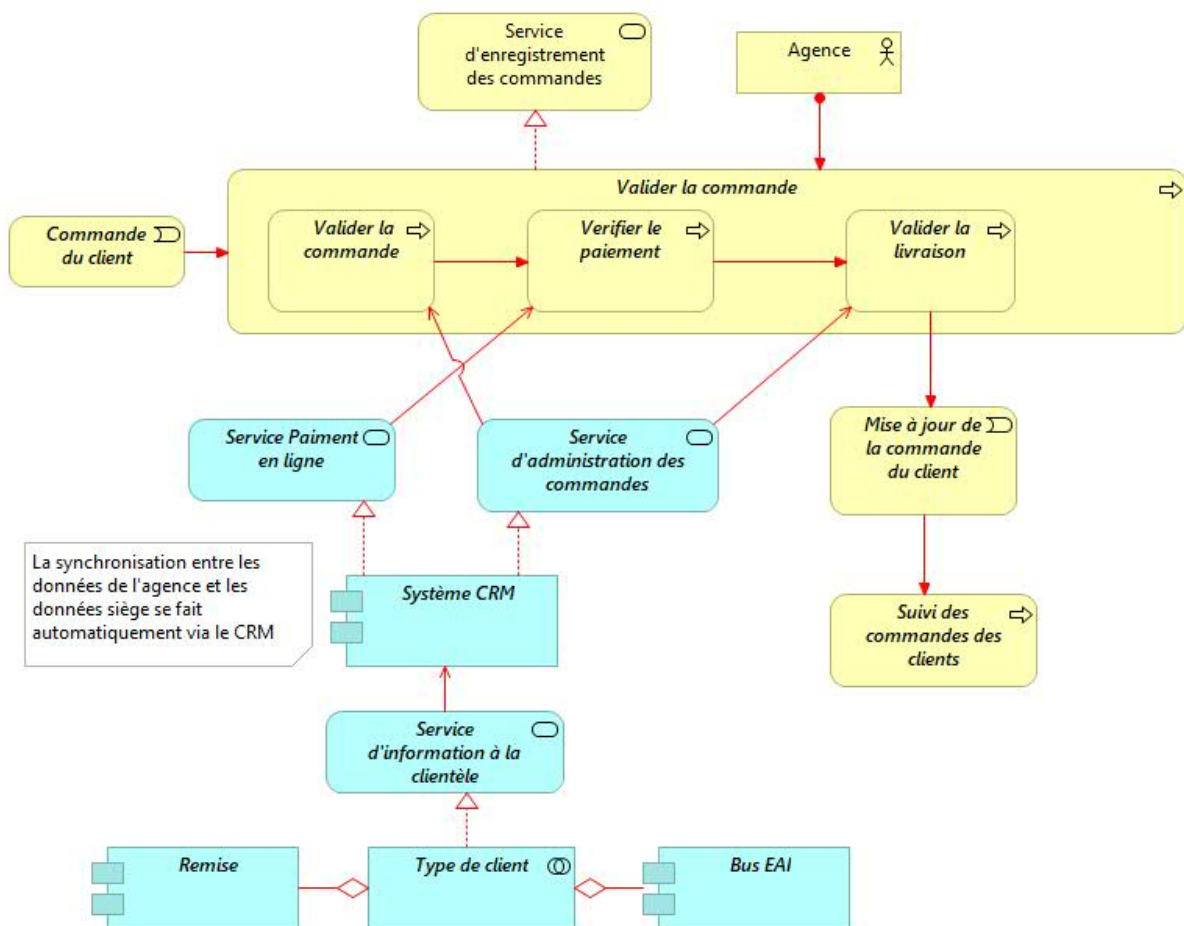 Service
d'enregistrement
des commandes
Agence
Valider la commande
Commande
du client
Valider la
commande
Verifier le
paiement
Valider la
livraison
Service Paiment
en ligne
Service
d'administration des
commandes
Mise à jour de
la commande
du client
La synchronisation entre les
données de l'agence et les
données siège se fait
automatiquement via le CRM
Système CRM
Suivi des
commandes des
clients
Service
d'information à la
clientèle
Remise
Type de client
Bus EAI